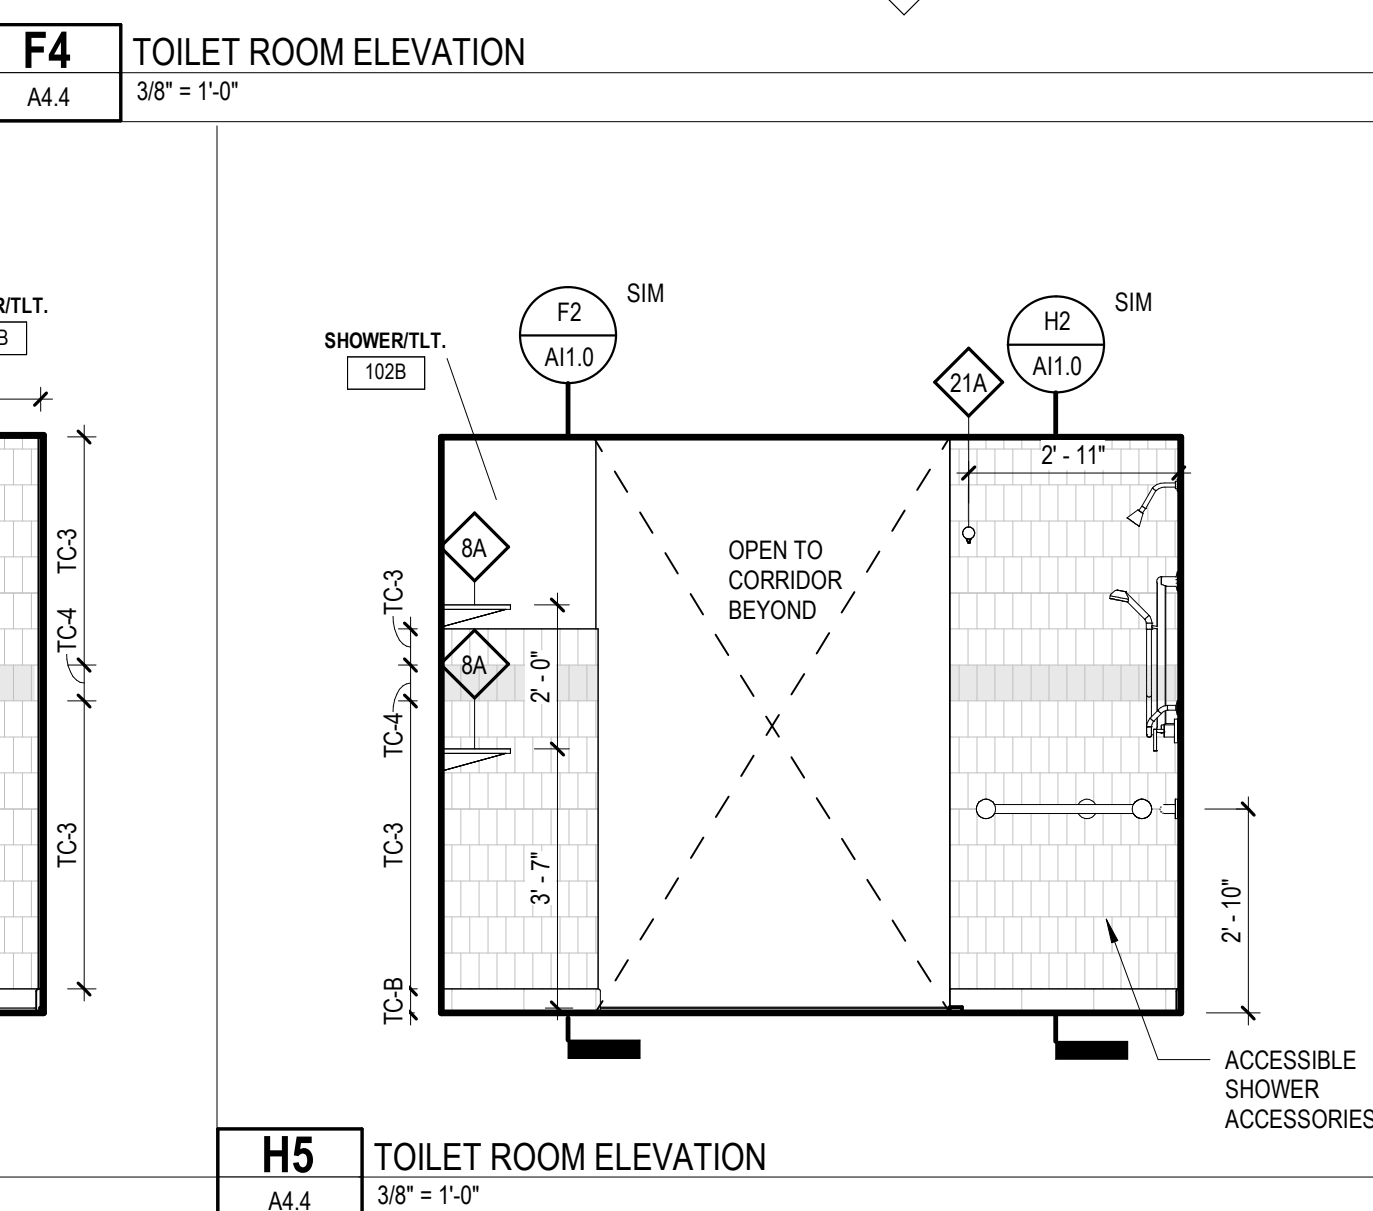 F4
TOILET ROOM ELEVATION
A4.4
3/8" = 1'-0"
R/TLT.
B
TC-3
TC-4
TC-3
SHOWER/TLT.
102B
F2
AI1.0
SIM
H2
AI1.0
SIM
21A
2' - 11"
8A
8A
OPEN TO
CORRIDOR
BEYOND
TC-3
TC-4
TC-3
TC-B
2' - 0"
3' - 7"
2' - 10"
ACCESSIBLE
SHOWER
ACCESSORIES
H5
TOILET ROOM ELEVATION
A4.4
3/8" = 1'-0"